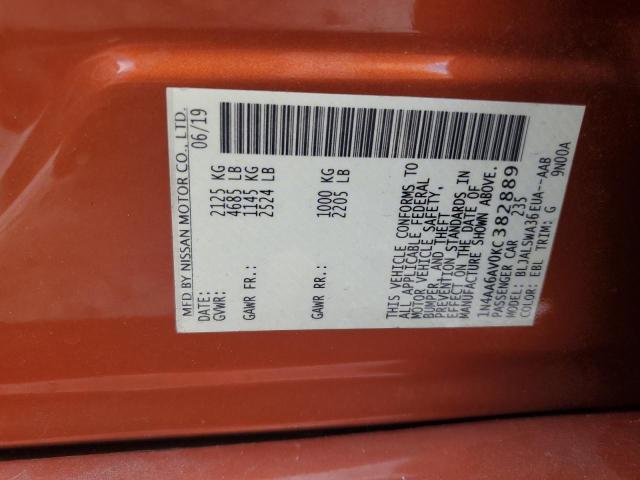 MFD BY NISSAN MOTOR CO., LTD.
DATE: 06/19
GVWR: 2125 KG
4685 LB
GAWR FR: 1145 KG
2524 LB
GAWR RR: 1000 KG
2205 LB
THIS VEHICLE CONFORMS TO
ALL APPLICABLE FEDERAL
MOTOR VEHICLE SAFETY,
BUMPER, AND THEFT
PREVENTION STANDARDS IN
EFFECT ON THE DATE OF
MANUFACTURE SHOWN ABOVE.
1N4AA6AV0KC382889
PASSENGER CAR 235
MODEL: BLJALSWA36EUA---AAB
COLOR: EBL TRIM: G 9N00A